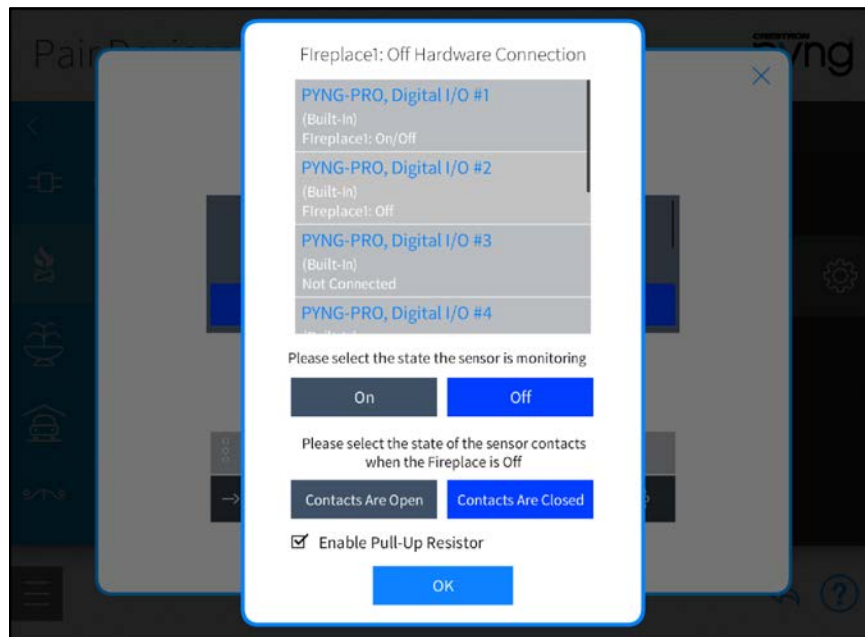 CRESTRON
pyng
FIreplace1: Off Hardware Connection
PYNG-PRO, Digital I/O #1
(Built-In)
FIreplace1: On/Off
PYNG-PRO, Digital I/O #2
(Built-In)
FIreplace1: Off
PYNG-PRO, Digital I/O #3
(Built-In)
Not Connected
PYNG-PRO, Digital I/O #4
Please select the state the sensor is monitoring
On
Off
Please select the state of the sensor contacts
when the Fireplace is Off
Contacts Are Open
Contacts Are Closed
Enable Pull-Up Resistor
OK
?